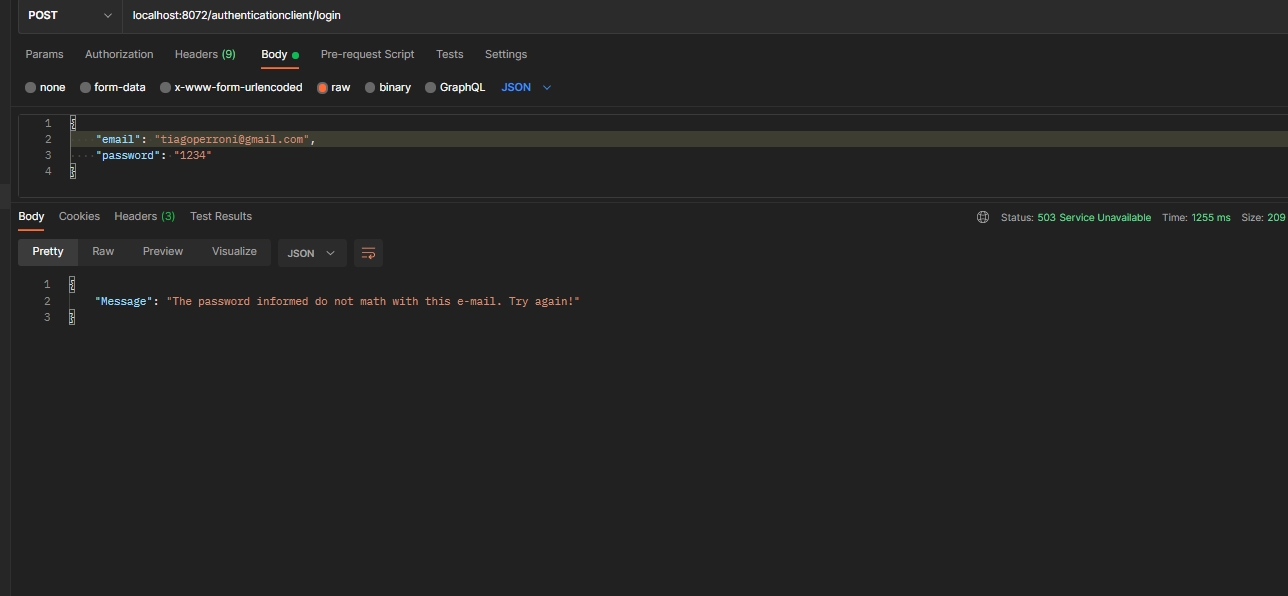 POST localhost:8072/authenticationclient/login
Params Authorization Headers (9) Body Pre-request Script Tests Settings
none form-data x-www-form-urlencoded raw binary GraphQL JSON
1 {
2 "email": "tiagoperroni@gmail.com",
3 "password": "1234"
4 }
Body Cookies Headers (3) Test Results Status: 503 Service Unavailable Time: 1255 ms Size: 209
Pretty Raw Preview Visualize JSON
1 {
2 "Message": "The password informed do not math with this e-mail. Try again!"
3 }